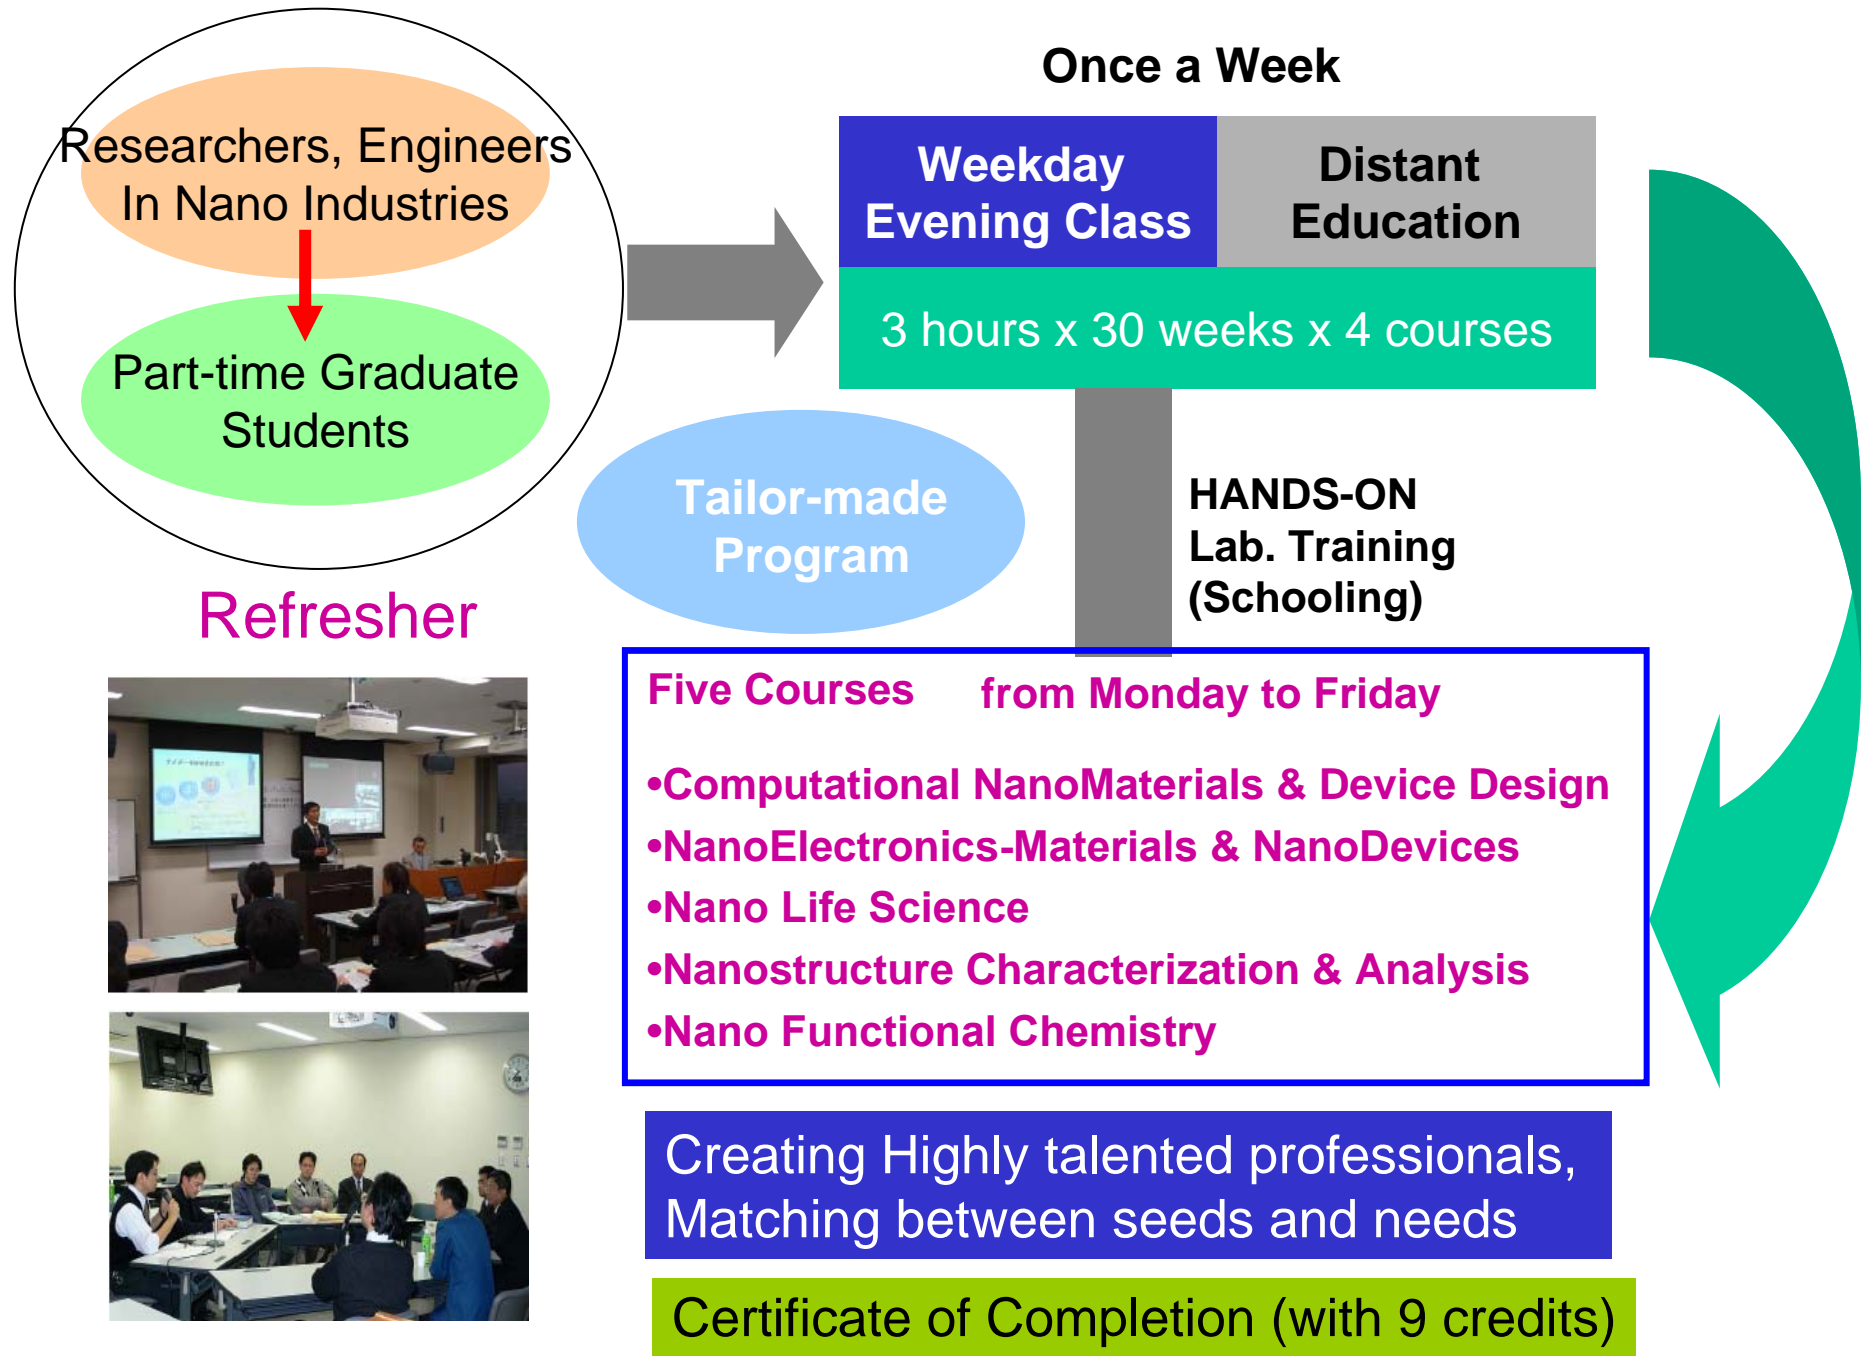 Once a Week
Researchers, Engineers
In Nano Industries
Part-time Graduate
Students
Refresher
Weekday
Evening Class
Distant
Education
3 hours x 30 weeks x 4 courses
Tailor-made
Program
HANDS-ON
Lab. Training
(Schooling)
Five Courses from Monday to Friday
•Computational NanoMaterials & Device Design
•NanoElectronics-Materials & NanoDevices
•Nano Life Science
•Nanostructure Characterization & Analysis
•Nano Functional Chemistry
Creating Highly talented professionals,
Matching between seeds and needs
Certificate of Completion (with 9 credits)